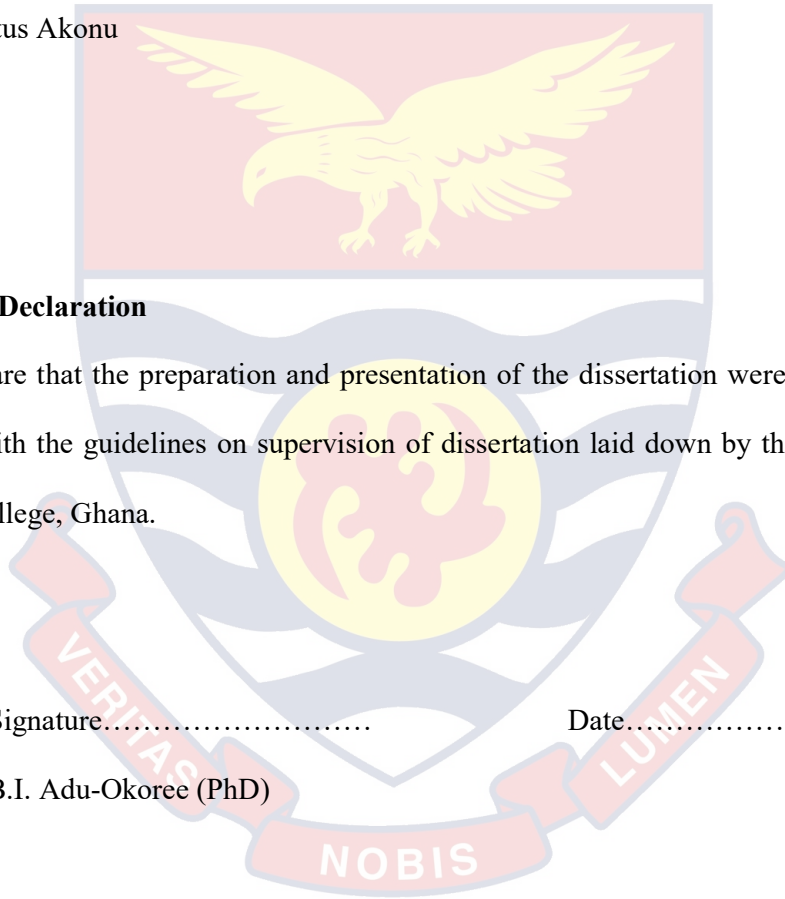 tus Akonu
Declaration
are that the preparation and presentation of the dissertation were
ith the guidelines on supervision of dissertation laid down by th
llege, Ghana.
Signature……………………… Date………………
B.I. Adu-Okoree (PhD)
VERITAS
NOBIS
LUMEN